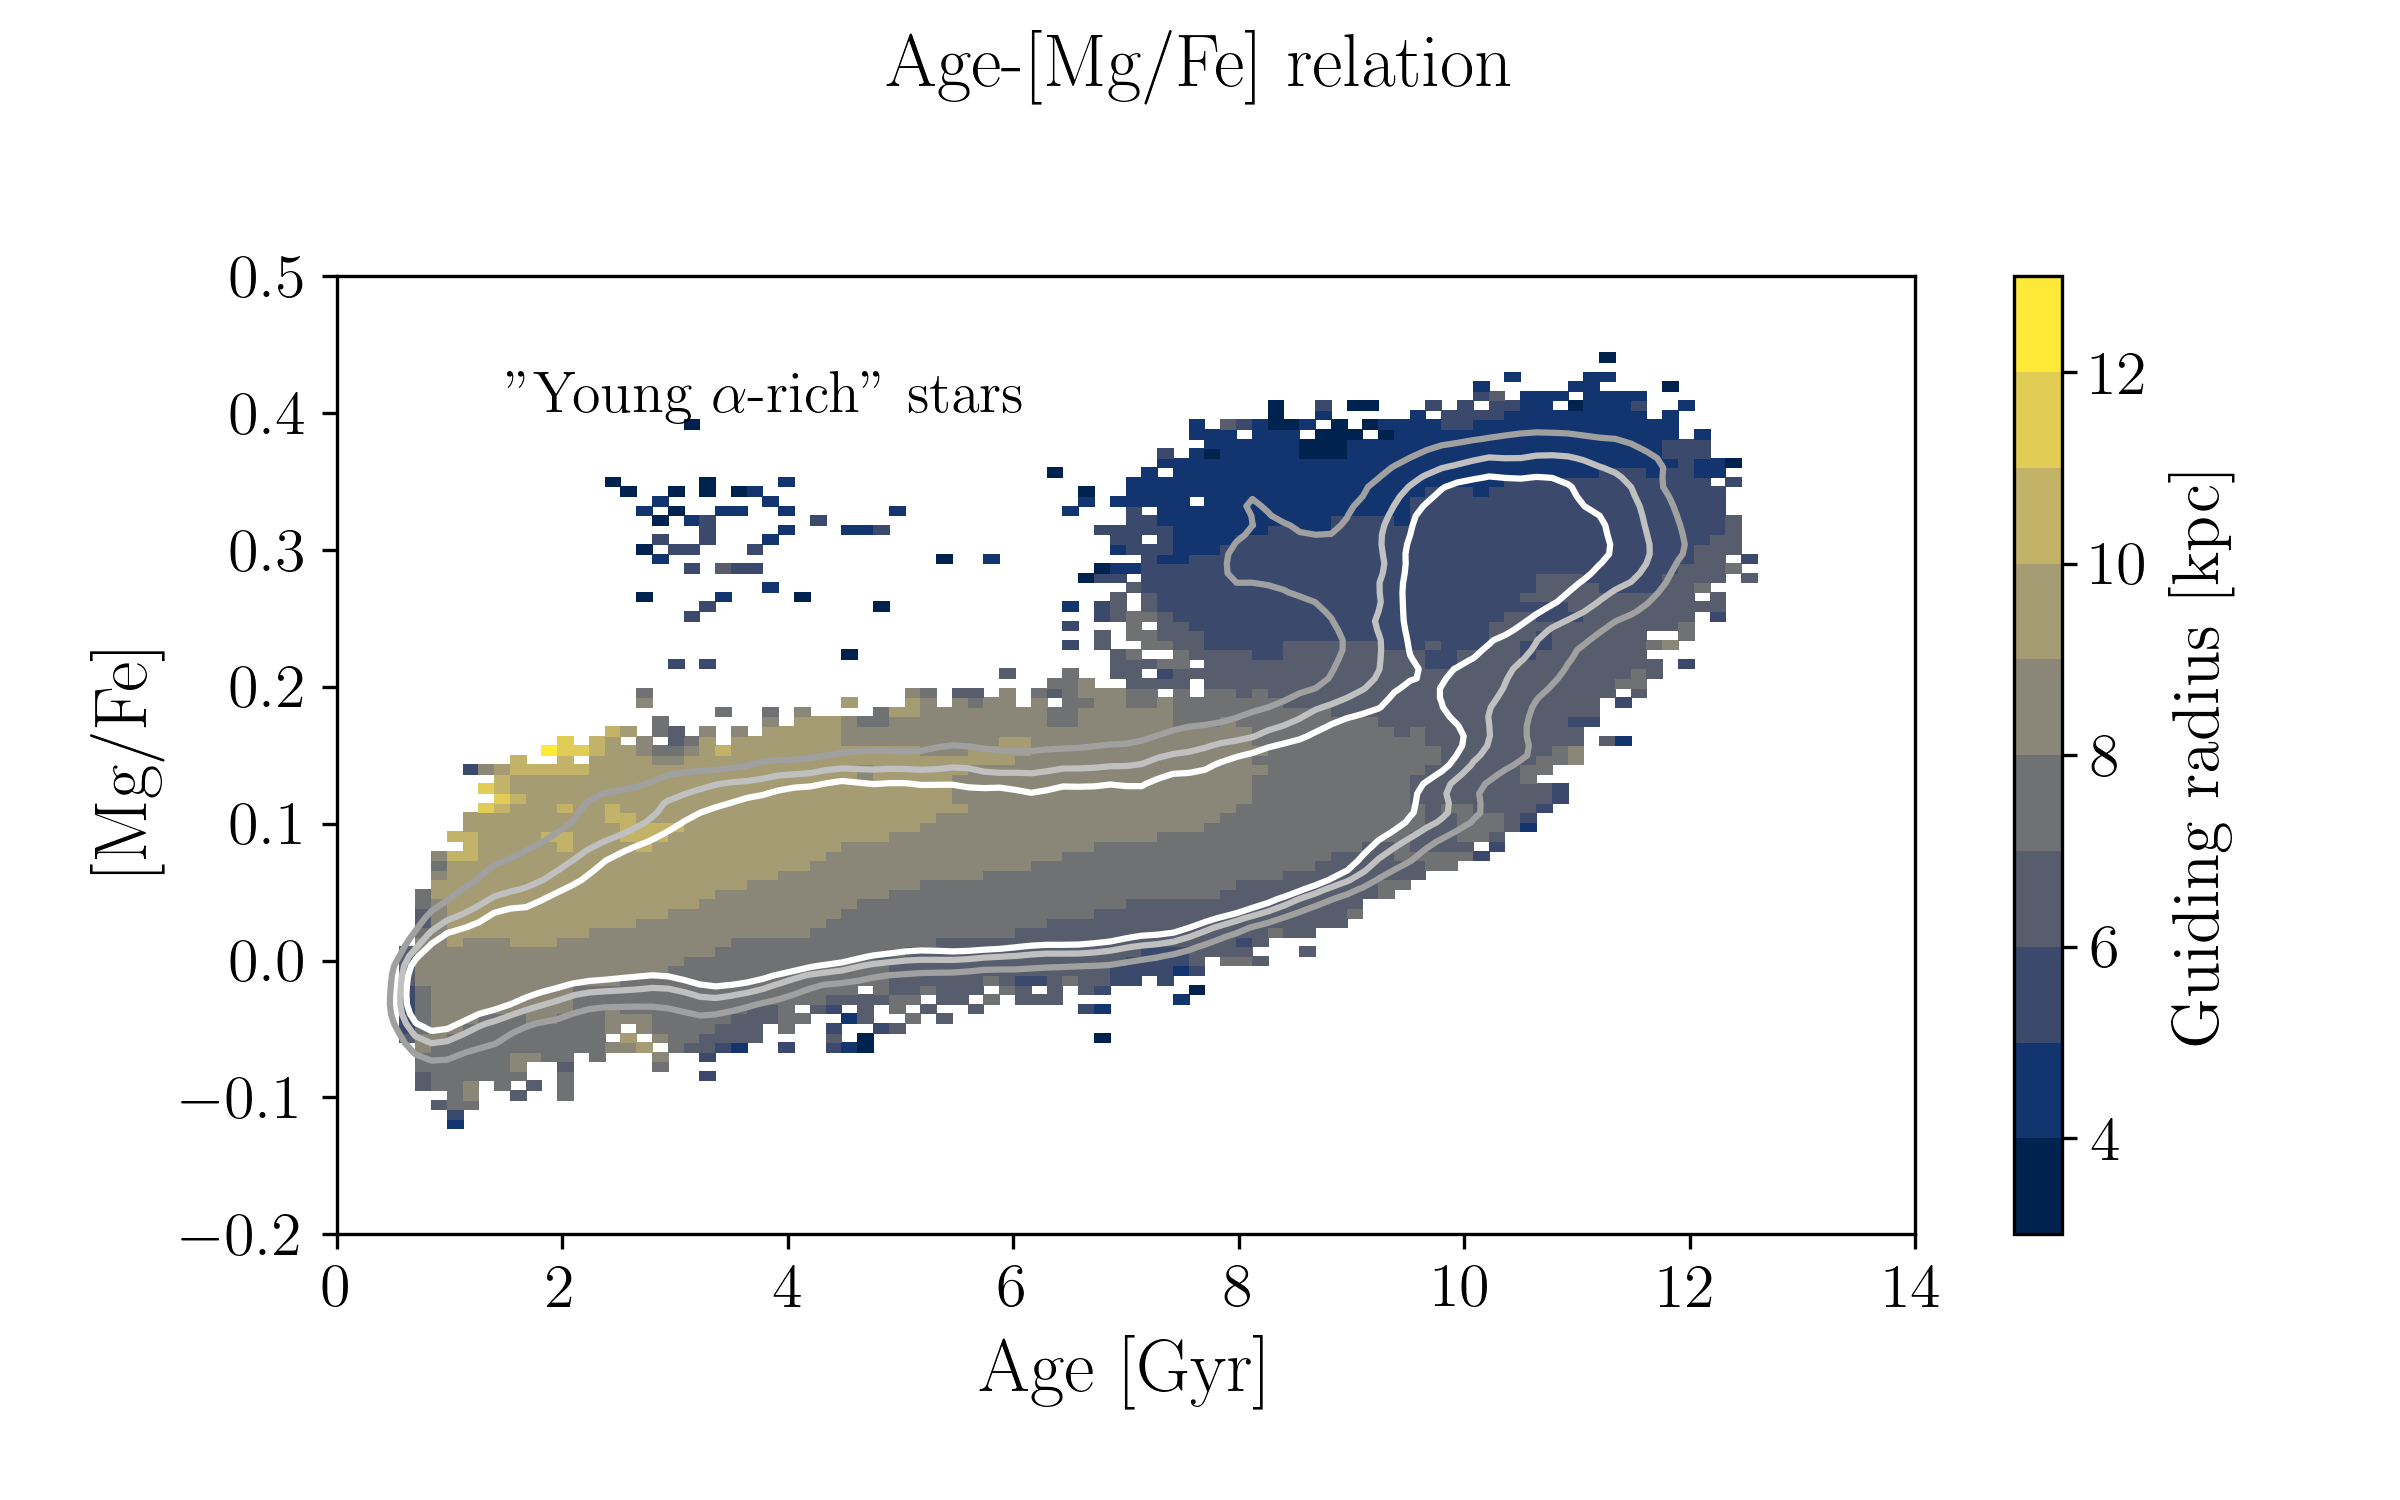 Age-[Mg/Fe] relation
"Young α-rich" stars
[Mg/Fe]
0.5
0.4
0.3
0.2
0.1
0.0
−0.1
−0.2
0 2 4 6 8 10 12 14
Age [Gyr]
12
10
8
6
4
Guiding radius [kpc]